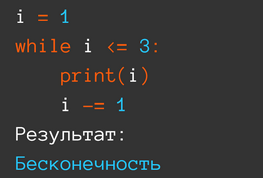 i = 1
while i <= 3:
    print(i)
    i -= 1
Результат:
Бесконечность